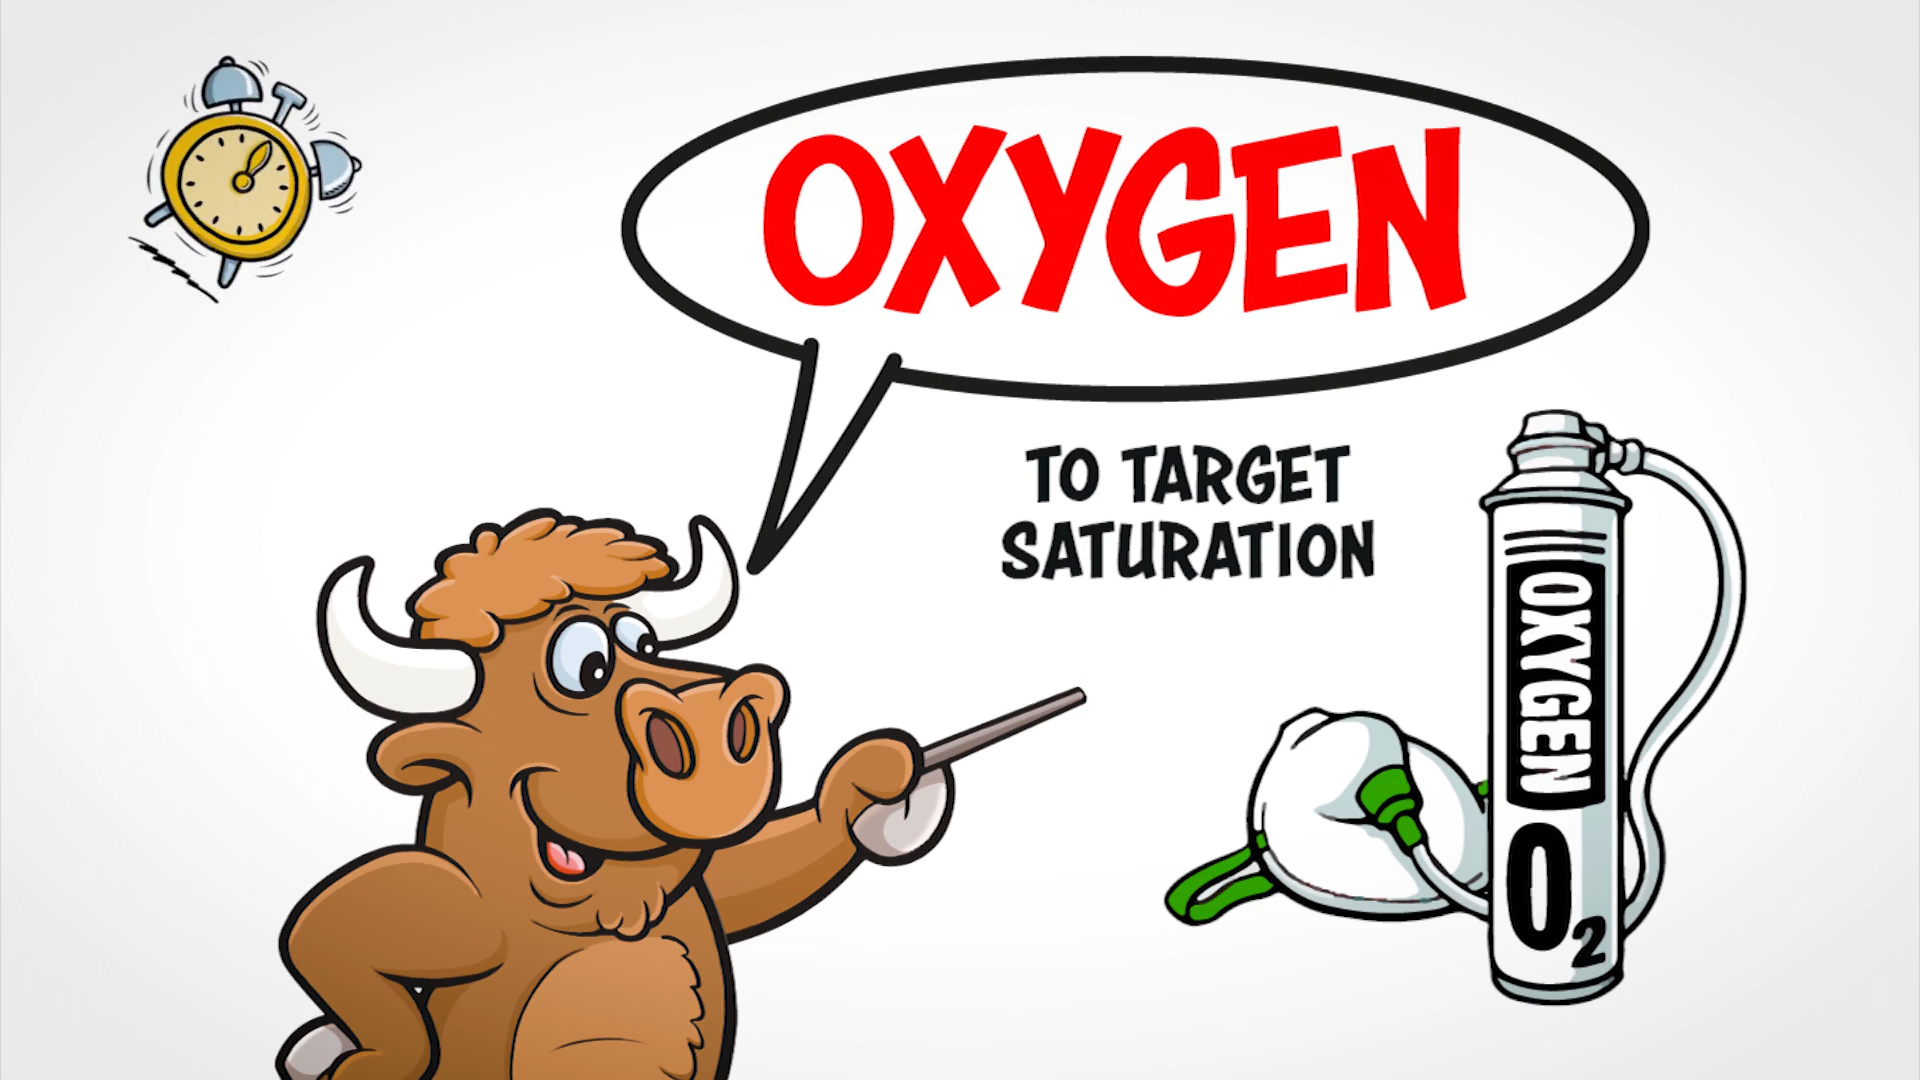 OXYGEN
TO TARGET
SATURATION
OXYGEN
O2